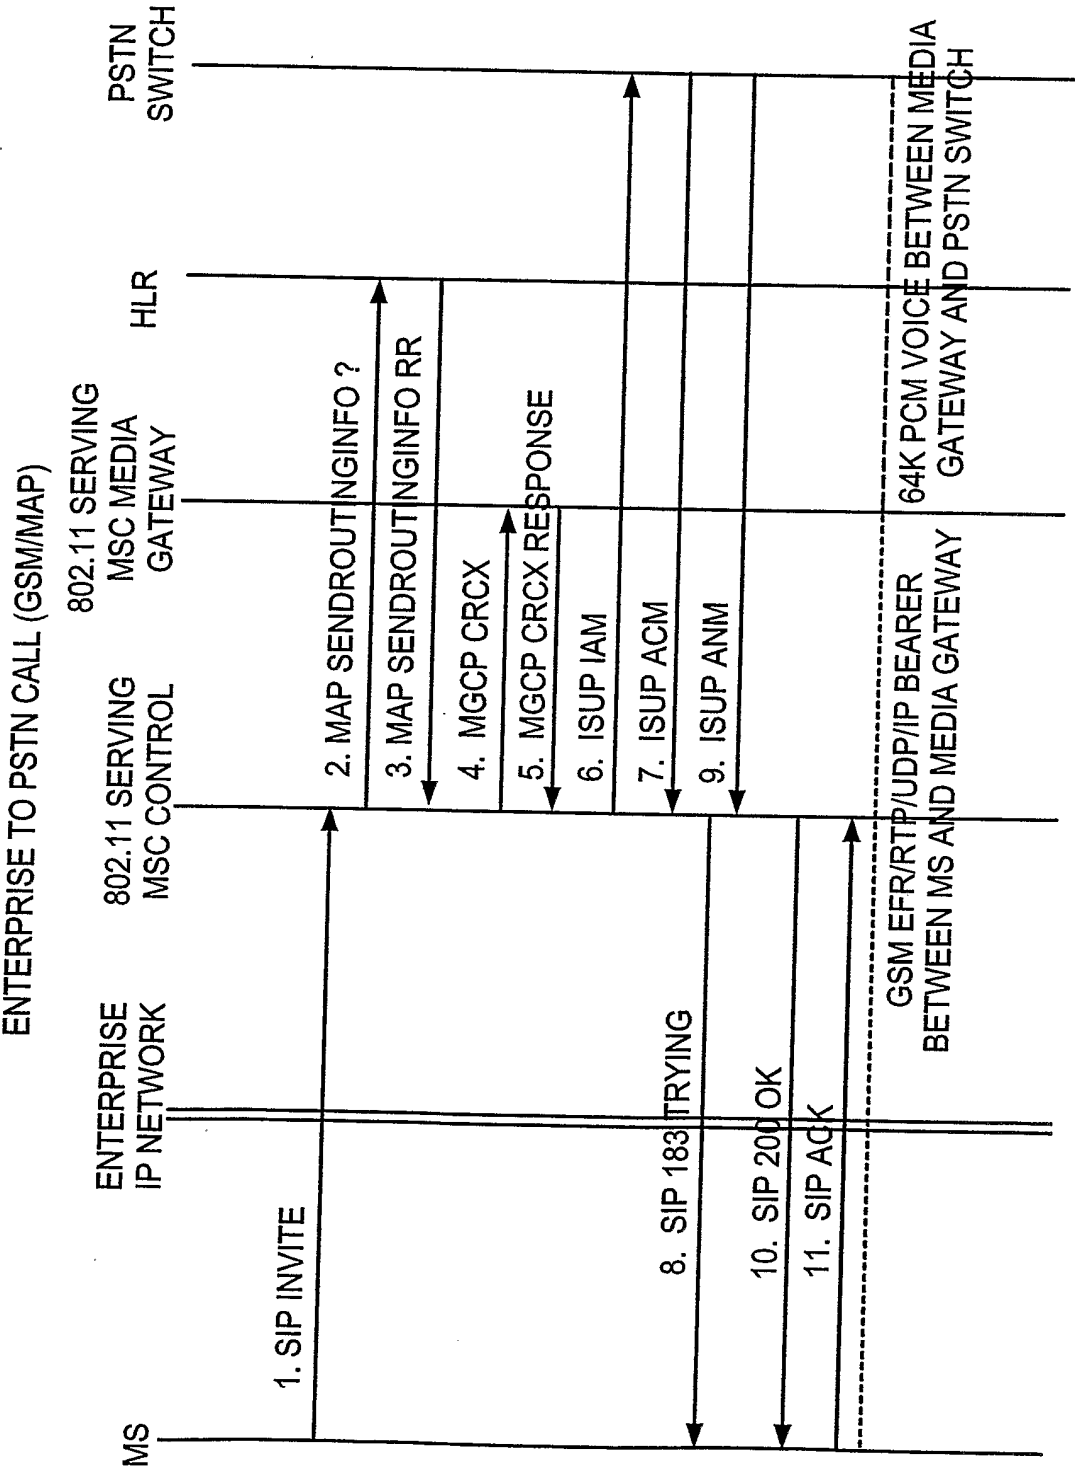 ENTERPRISE TO PSTN CALL (GSM/MAP)
MS
ENTERPRISE
IP NETWORK
802.11 SERVING
MSC CONTROL
802.11 SERVING
MSC MEDIA
GATEWAY
HLR
PSTN
SWITCH
1. SIP INVITE
2. MAP SENDROUTINGINFO ?
3. MAP SENDROUTINGINFO RR
4. MGCP CRCX
5. MGCP CRCX RESPONSE
6. ISUP IAM
7. ISUP ACM
8. SIP 183 TRYING
9. ISUP ANM
10. SIP 200 OK
11. SIP ACK
GSM EFR/RTP/UDP/IP BEARER
BETWEEN MS AND MEDIA GATEWAY
64K PCM VOICE BETWEEN MEDIA
GATEWAY AND PSTN SWITCH